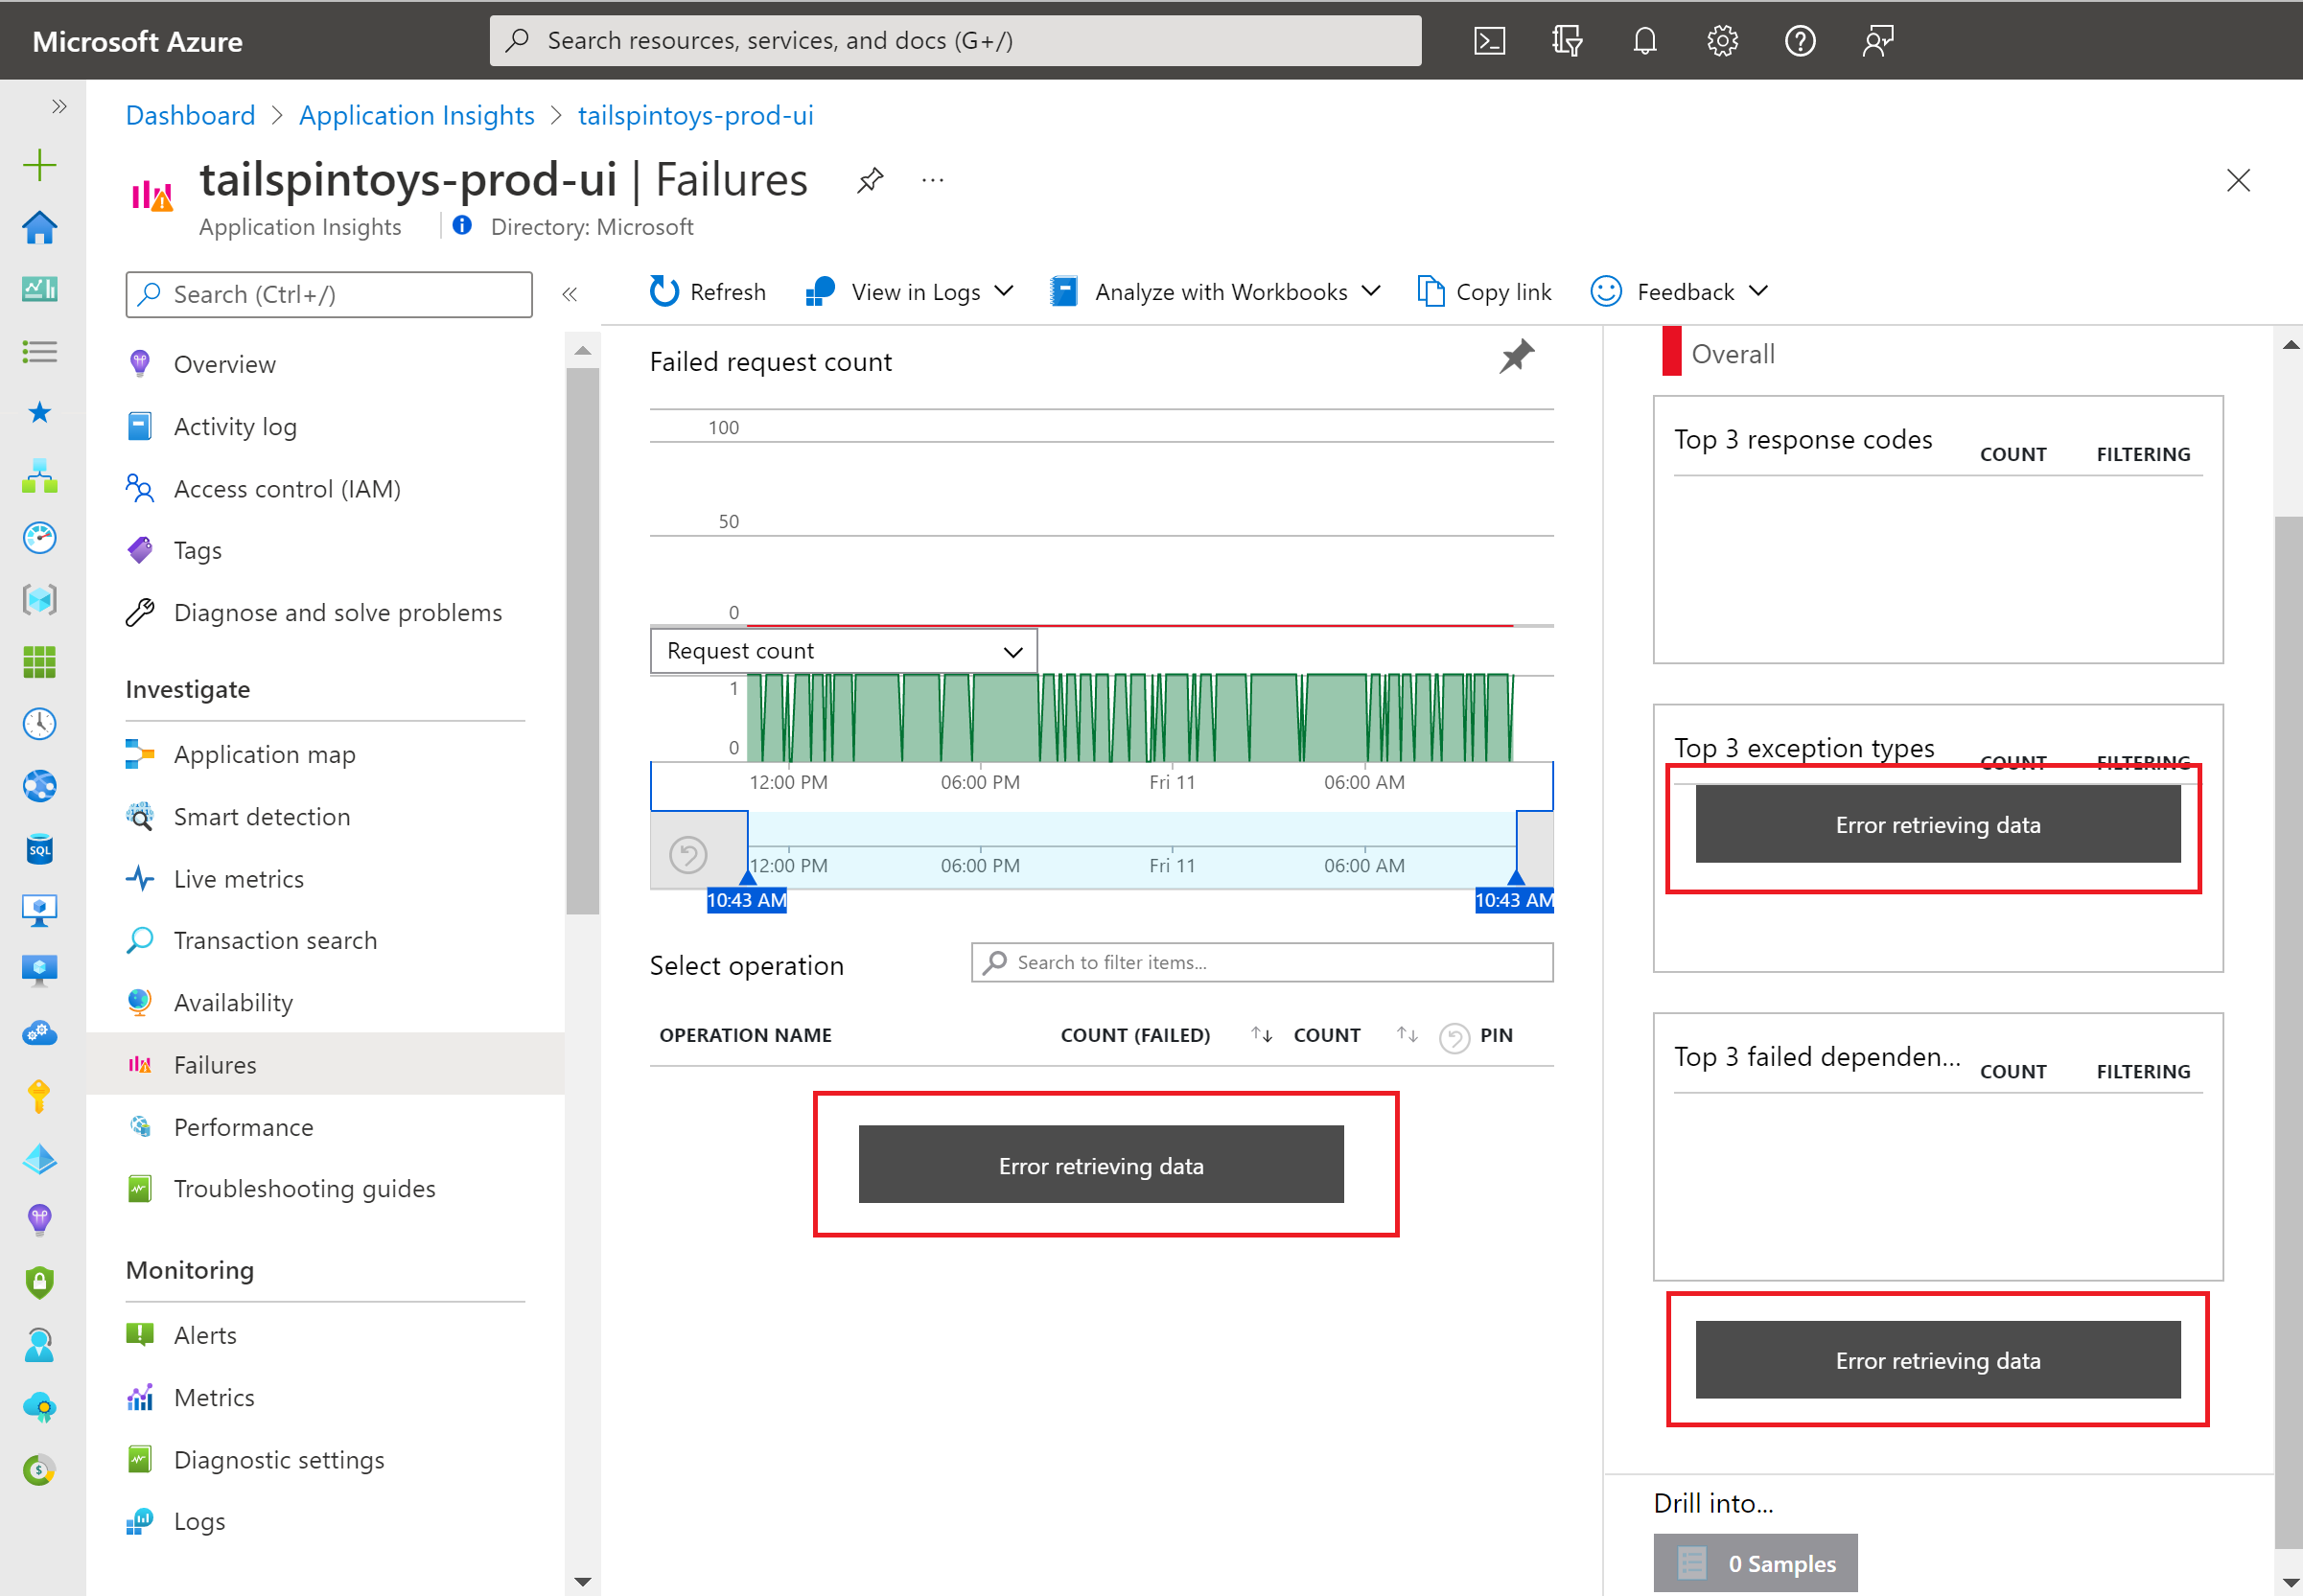 Microsoft Azure
Search resources, services, and docs (G+/)
Dashboard > Application Insights > tailspintoys-prod-ui
tailspintoys-prod-ui | Failures
Application Insights
Directory: Microsoft
Search (Ctrl+/)
Overview
Activity log
Access control (IAM)
Tags
Diagnose and solve problems
Investigate
Application map
Smart detection
Live metrics
Transaction search
Availability
Failures
Performance
Troubleshooting guides
Monitoring
Alerts
Metrics
Diagnostic settings
Logs
SQL
Refresh
View in Logs
Analyze with Workbooks
Copy link
Feedback
Failed request count
100
50
0
Request count
1
0
12:00 PM 06:00 PM Fri 11 06:00 AM
12:00 PM 06:00 PM Fri 11 06:00 AM
10:43 AM 10:43 AM
Select operation
Search to filter items...
OPERATION NAME COUNT (FAILED) COUNT PIN
Error retrieving data
Overall
Top 3 response codes COUNT FILTERING
Top 3 exception types COUNT FILTERING
Error retrieving data
Top 3 failed dependen... COUNT FILTERING
Error retrieving data
Drill into...
0 Samples